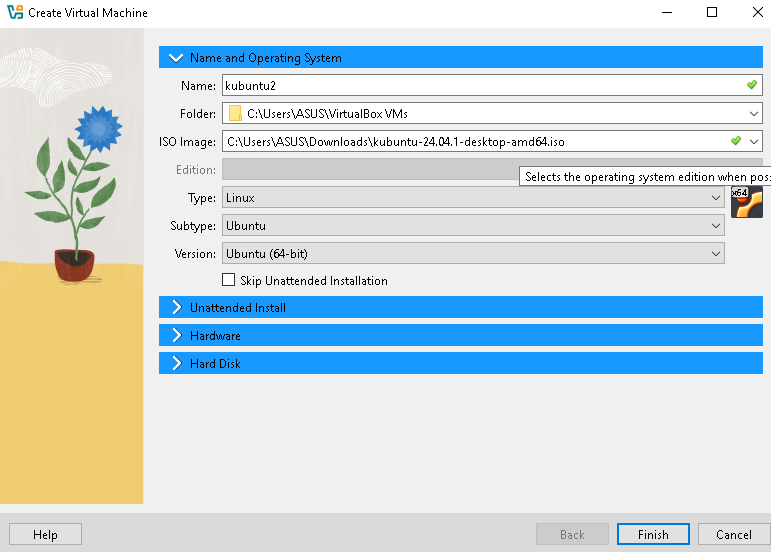 Create Virtual Machine
Name and Operating System
Name: kubuntu2
Folder: C:\Users\ASUS\VirtualBox VMs
ISO Image: C:\Users\ASUS\Downloads\kubuntu-24.04.1-desktop-amd64.iso
Edition:
Selects the operating system edition when pos:
Type: Linux
x64
Subtype: Ubuntu
Version: Ubuntu (64-bit)
Skip Unattended Installation
Unattended Install
Hardware
Hard Disk
Help Back Finish Cancel